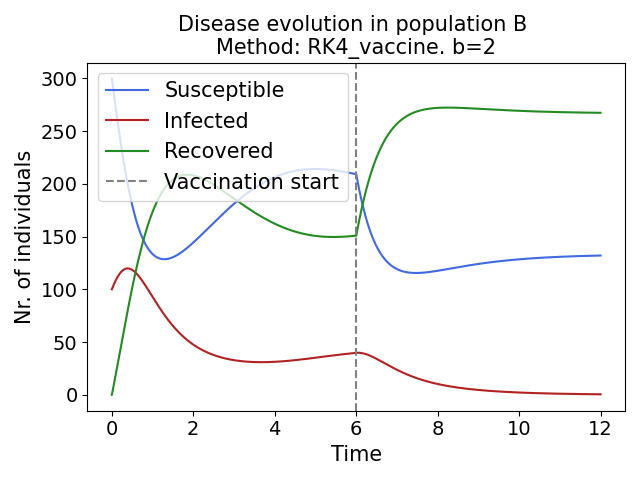 Disease evolution in population B
Method: RK4_vaccine. b=2
Nr. of individuals
300
250
200
150
100
50
0
Susceptible
Infected
Recovered
Vaccination start
0 2 4 6 8 10 12
Time